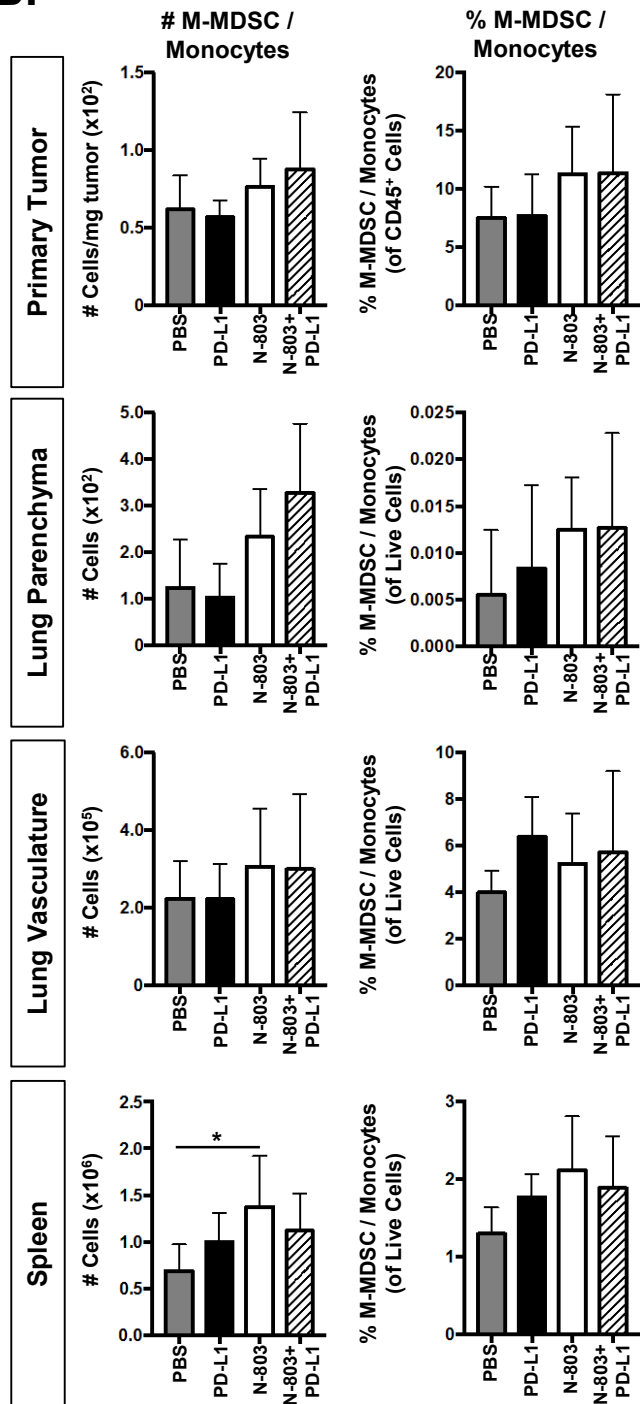 # M-MDSC /
Monocytes
% M-MDSC /
Monocytes
Primary Tumor
# Cells/mg tumor (x10²)
1.5
1.0
0.5
0
PBS
PD-L1
N-803
N-803+
PD-L1
% M-MDSC / Monocytes
(of CD45⁺ Cells)
20
15
10
5
0
PBS
PD-L1
N-803
N-803+
PD-L1
Lung Parenchyma
# Cells (x10²)
5.0
4.0
3.0
2.0
1.0
0
PBS
PD-L1
N-803
N-803+
PD-L1
% M-MDSC / Monocytes
(of Live Cells)
0.025
0.020
0.015
0.010
0.005
0.000
PBS
PD-L1
N-803
N-803+
PD-L1
Lung Vasculature
# Cells (x10⁵)
6.0
4.0
2.0
0
PBS
PD-L1
N-803
N-803+
PD-L1
% M-MDSC / Monocytes
(of Live Cells)
10
8
6
4
2
0
PBS
PD-L1
N-803
N-803+
PD-L1
Spleen
# Cells (x10⁶)
2.5
2.0
1.5
1.0
0.5
0.0
*
PBS
PD-L1
N-803
N-803+
PD-L1
% M-MDSC / Monocytes
(of Live Cells)
3
2
1
0
PBS
PD-L1
N-803
N-803+
PD-L1